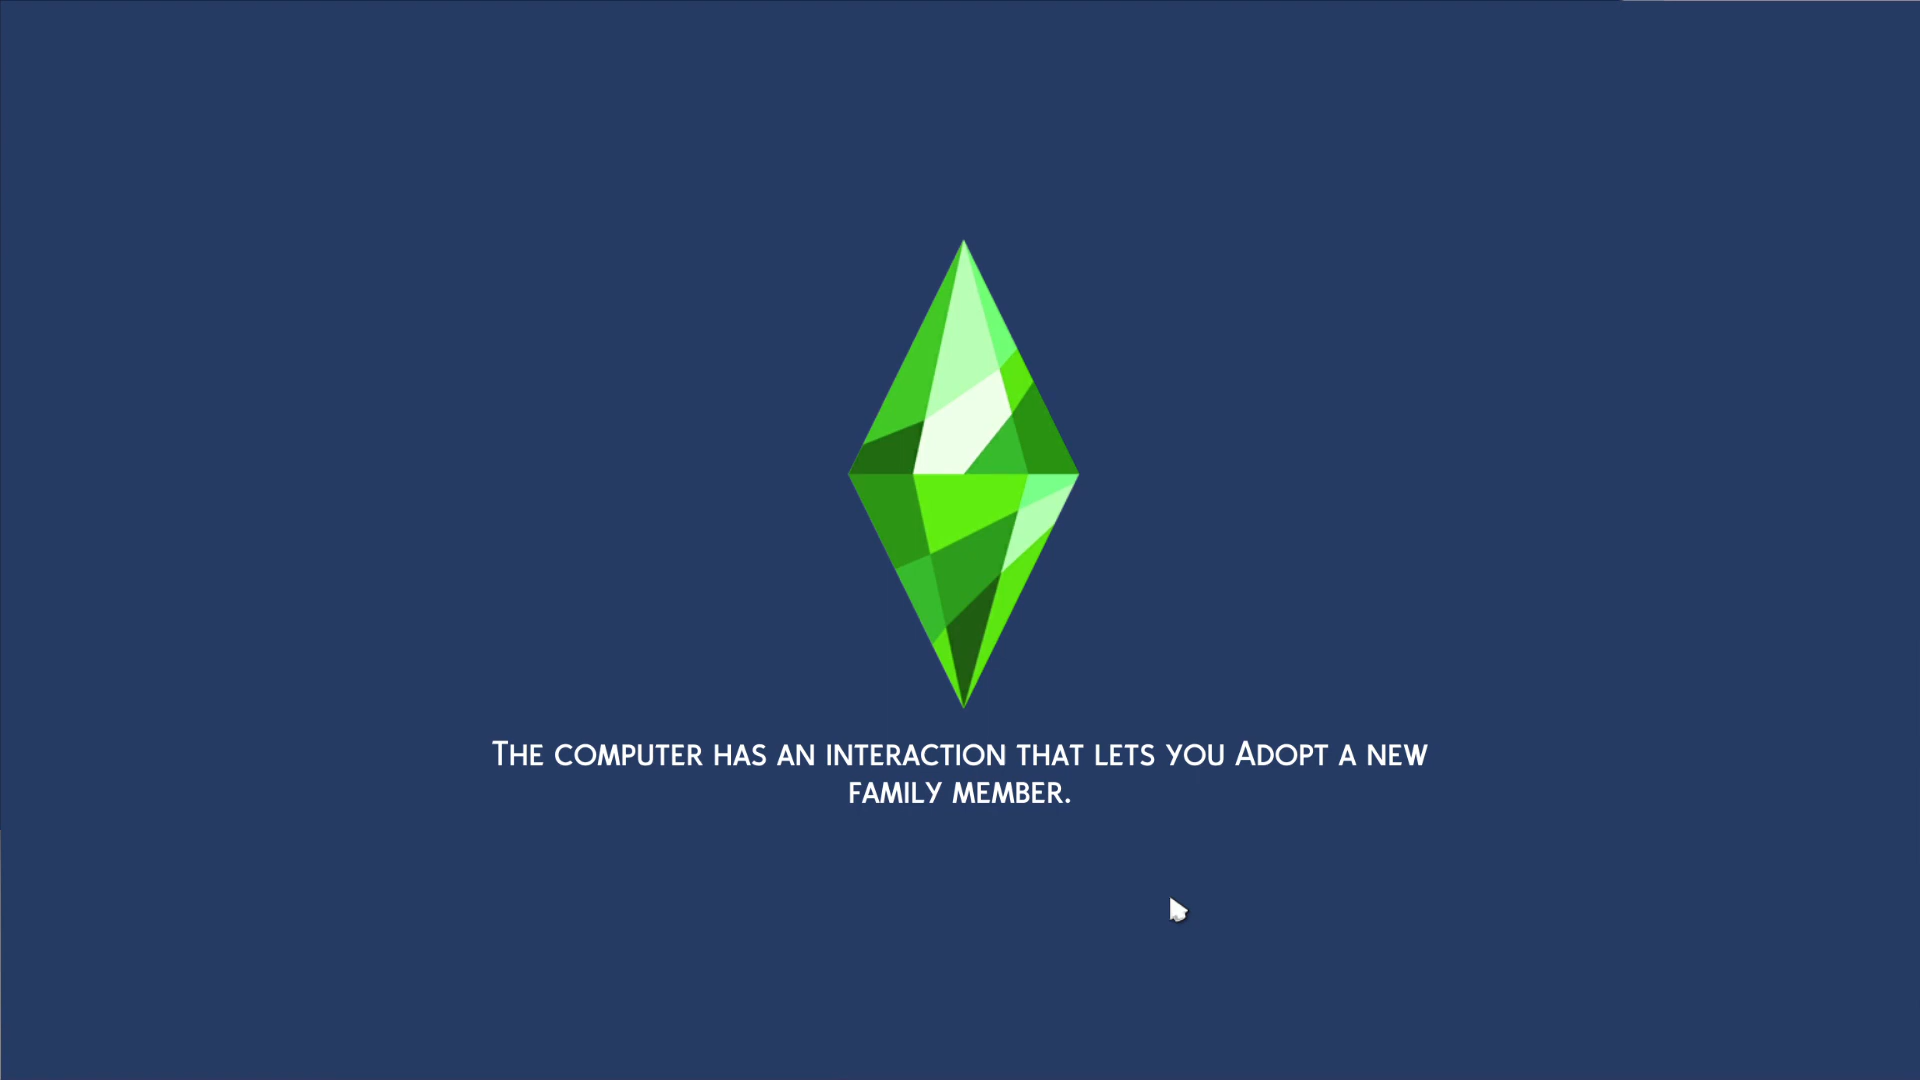 The computer has an interaction that lets you Adopt a new
family member.